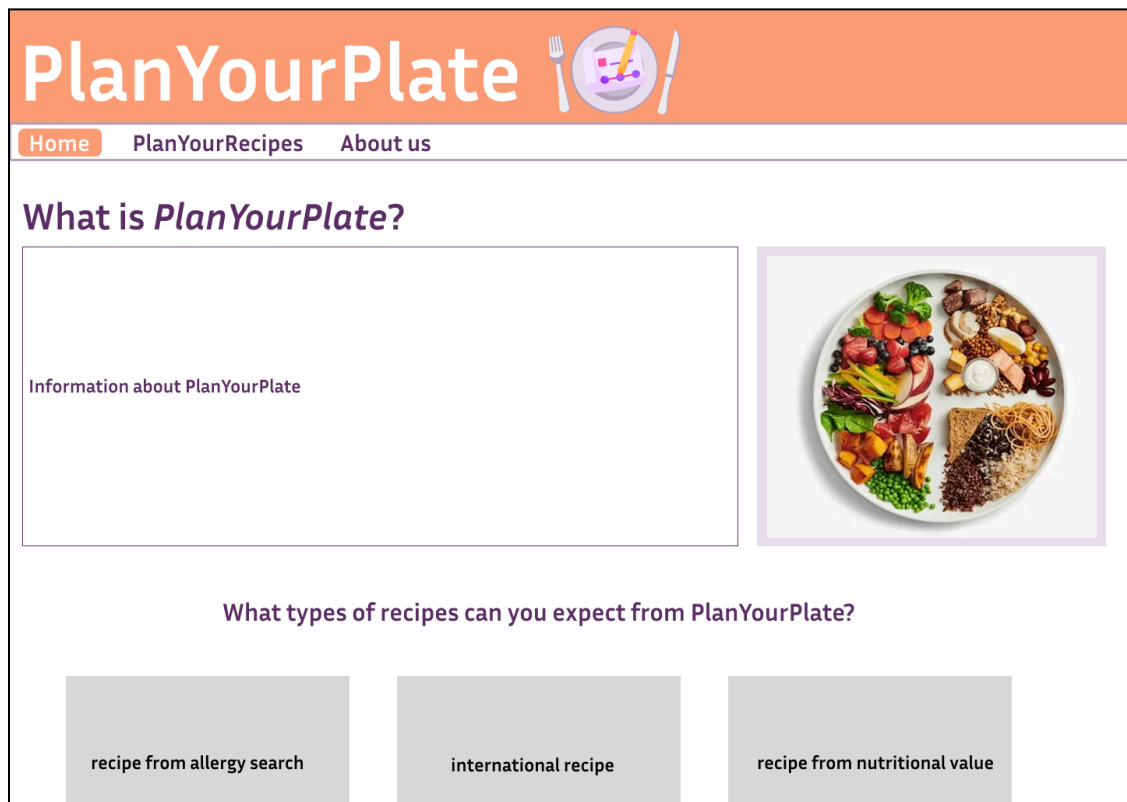 PlanYourPlate
Home PlanYourRecipes About us
What is PlanYourPlate?
Information about PlanYourPlate
What types of recipes can you expect from PlanYourPlate?
recipe from allergy search
international recipe
recipe from nutritional value